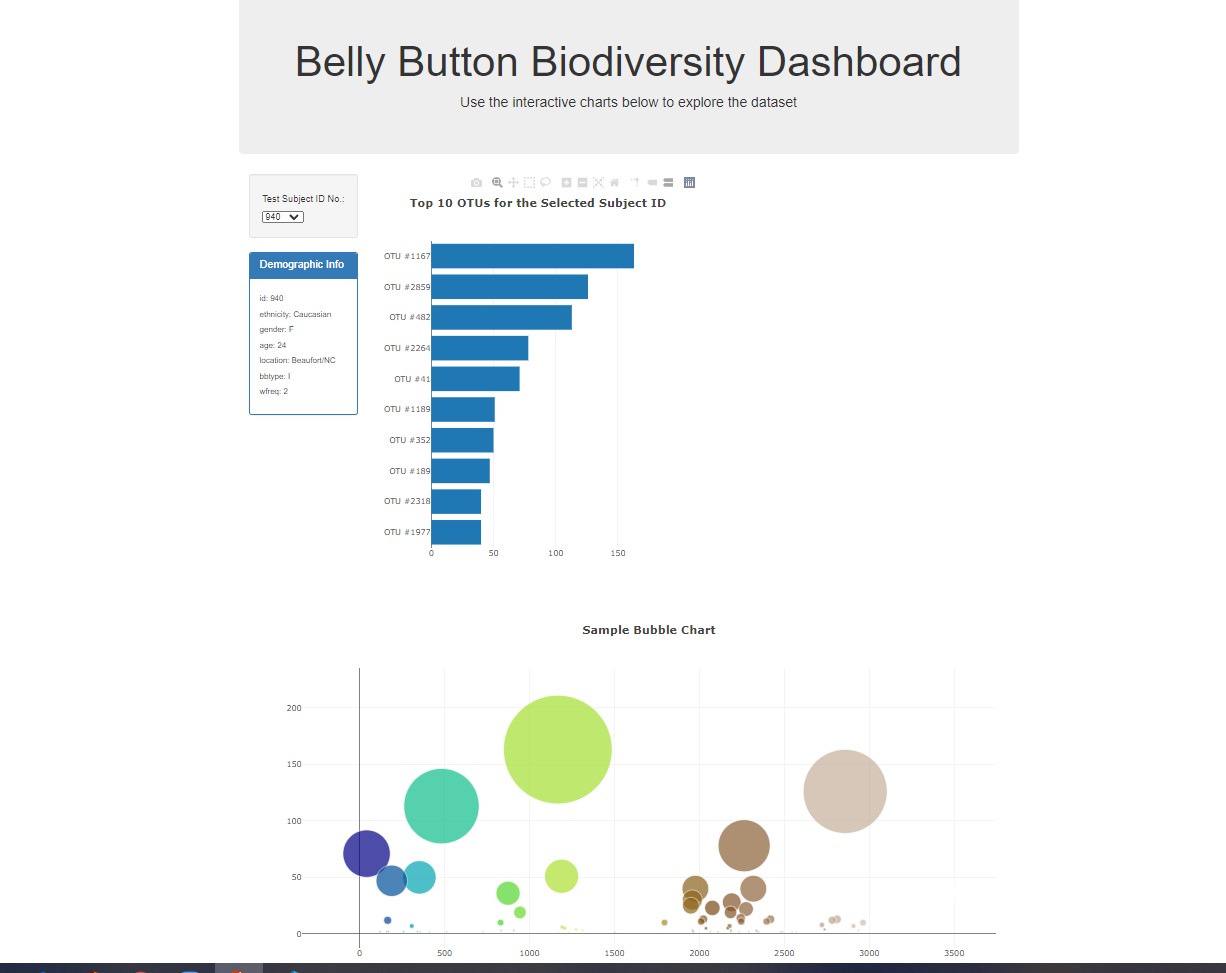 Belly Button Biodiversity Dashboard
Use the interactive charts below to explore the dataset
Test Subject ID No.:
940
Demographic Info
id: 940
ethnicity: Caucasian
gender: F
age: 24
location: Beaufort/NC
bbtype: I
wfreq: 2
Top 10 OTUs for the Selected Subject ID
OTU #1167
OTU #2859
OTU #482
OTU #2264
OTU #41
OTU #1189
OTU #352
OTU #189
OTU #2318
OTU #1977
0 50 100 150
Sample Bubble Chart
200
150
100
50
0
0 500 1000 1500 2000 2500 3000 3500